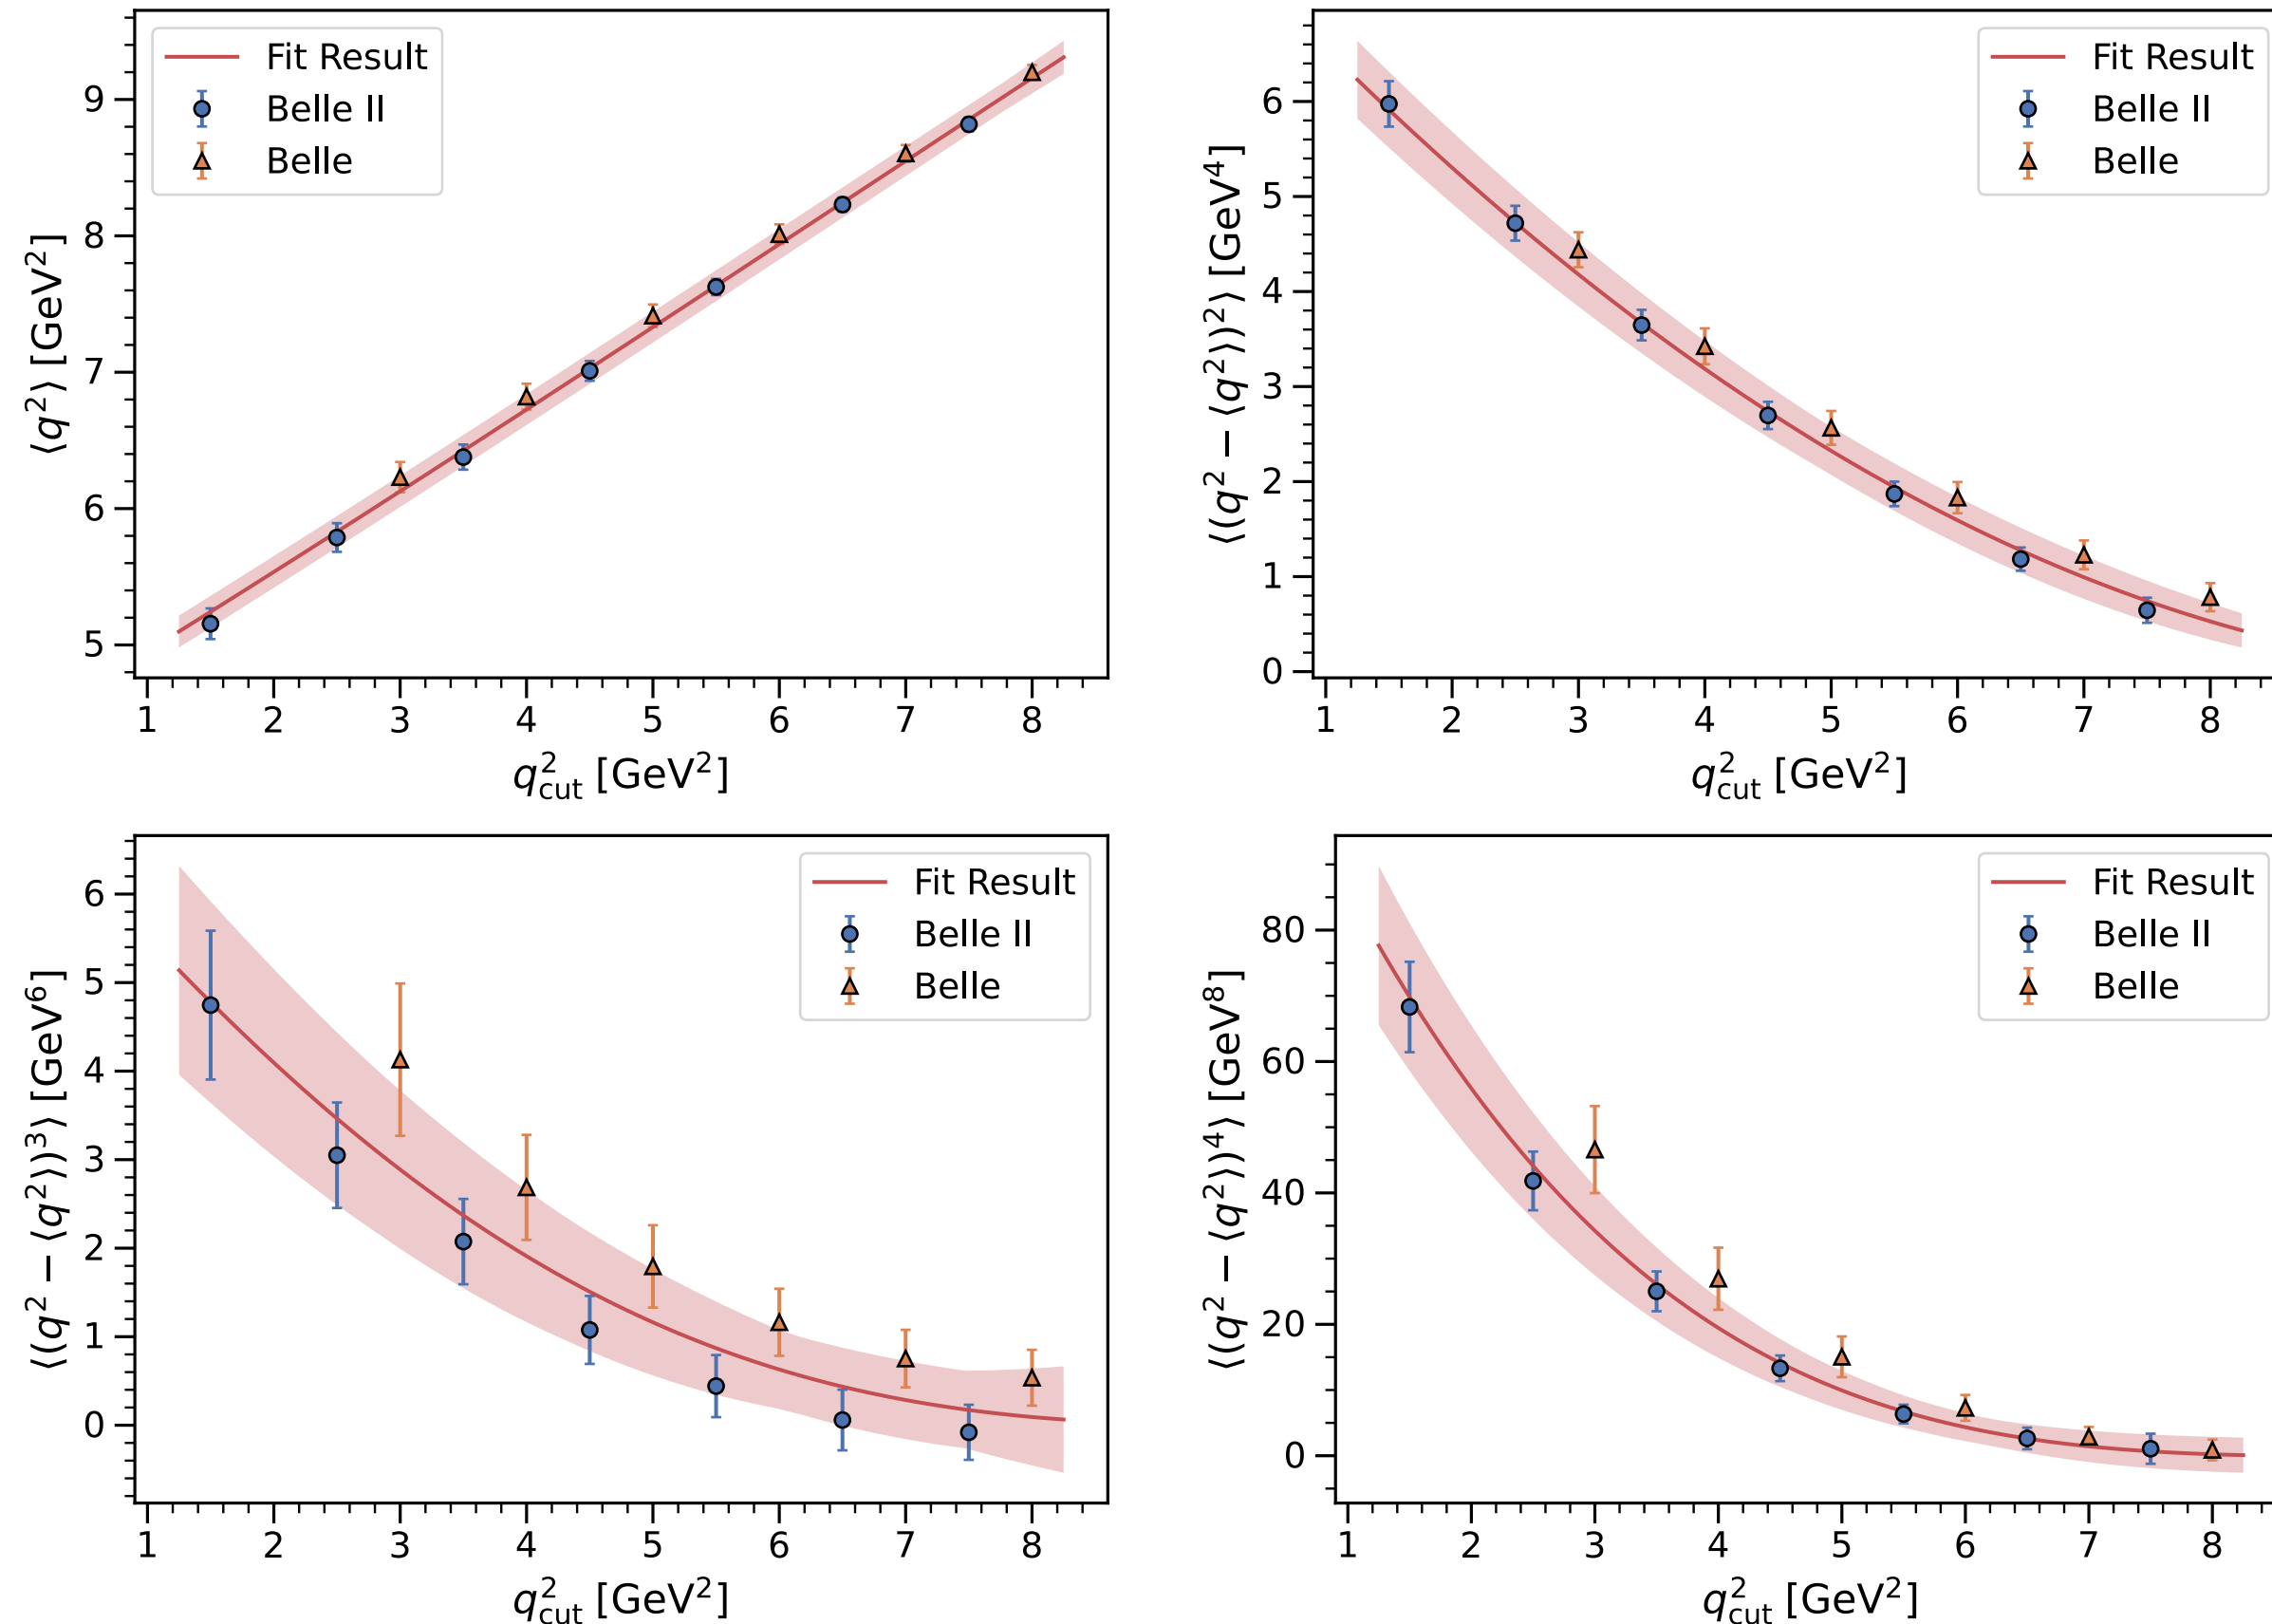 Fit Result
Belle II
Belle
9
8
7
6
5
⟨q²⟩ [GeV²]
1 2 3 4 5 6 7 8
q²cut [GeV²]
Fit Result
Belle II
Belle
6
5
4
3
2
1
0
⟨(q² − ⟨q²⟩)²⟩ [GeV⁴]
1 2 3 4 5 6 7 8
q²cut [GeV²]
Fit Result
Belle II
Belle
6
5
4
3
2
1
0
⟨(q² − ⟨q²⟩)³⟩ [GeV⁶]
1 2 3 4 5 6 7 8
q²cut [GeV²]
Fit Result
Belle II
Belle
80
60
40
20
0
⟨(q² − ⟨q²⟩)⁴⟩ [GeV⁸]
1 2 3 4 5 6 7 8
q²cut [GeV²]